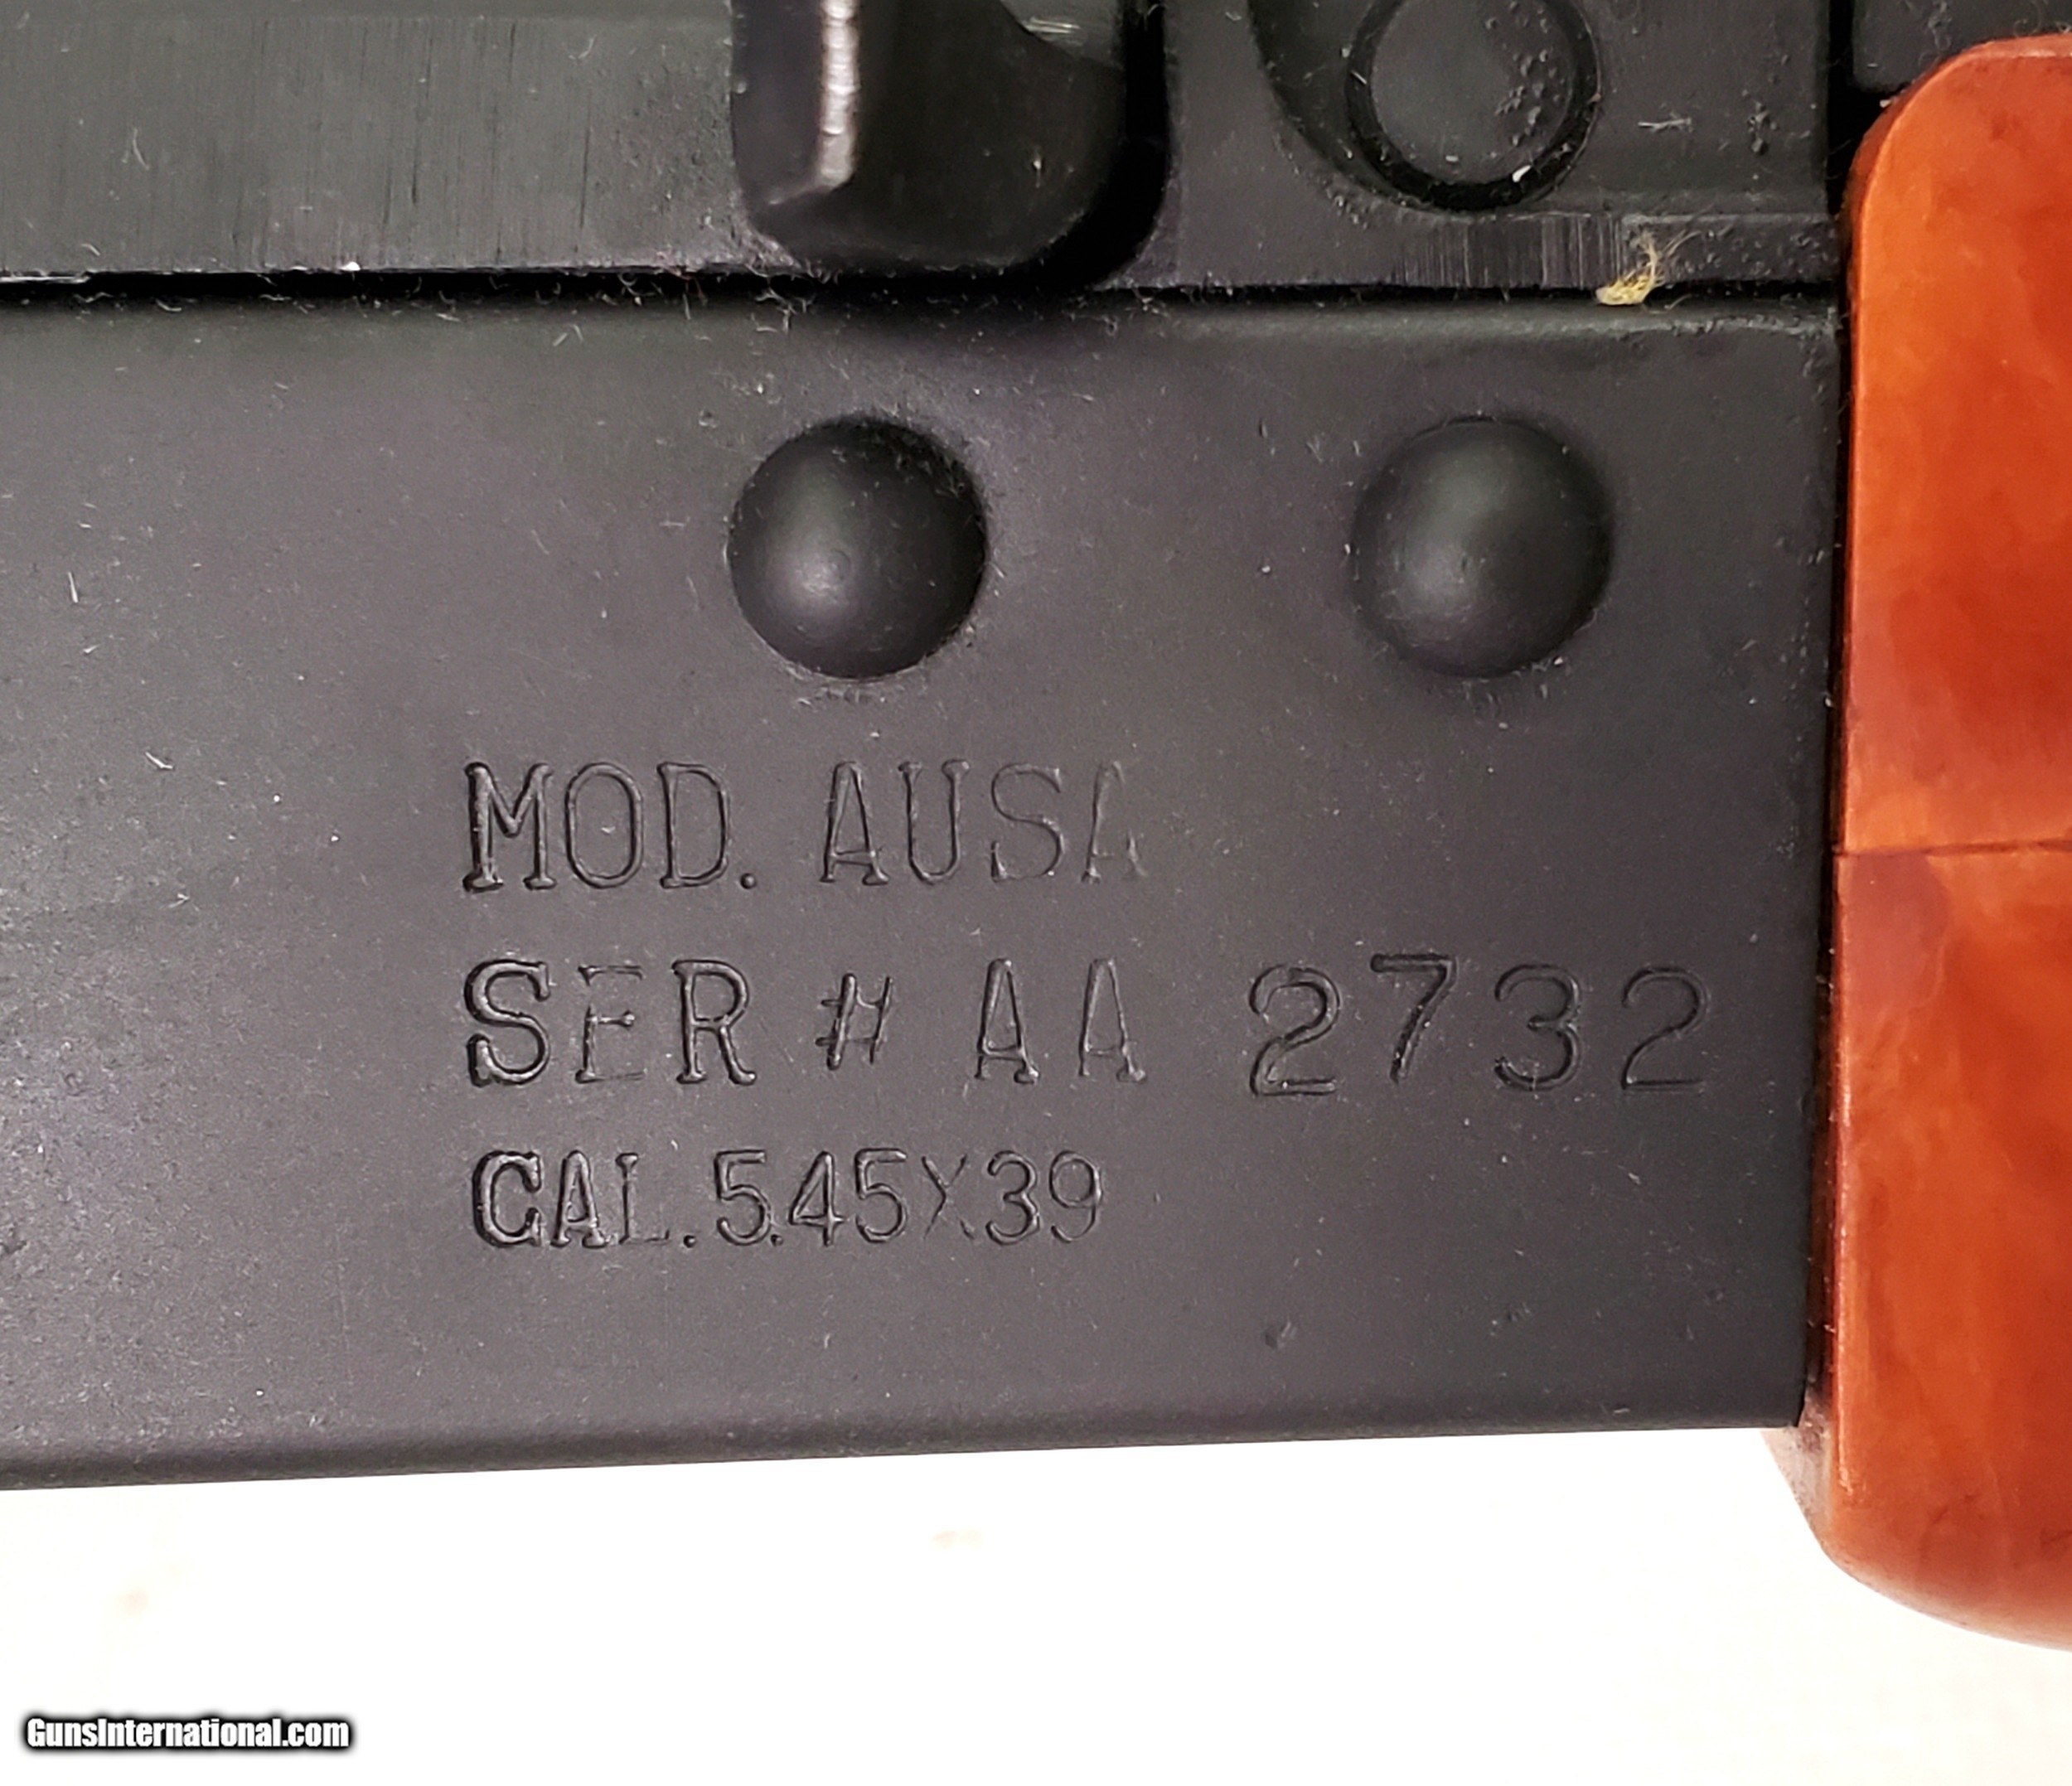 MOD. AUSA
SER # AA 2732
CAL. 5.45X39
GunsInternational.com